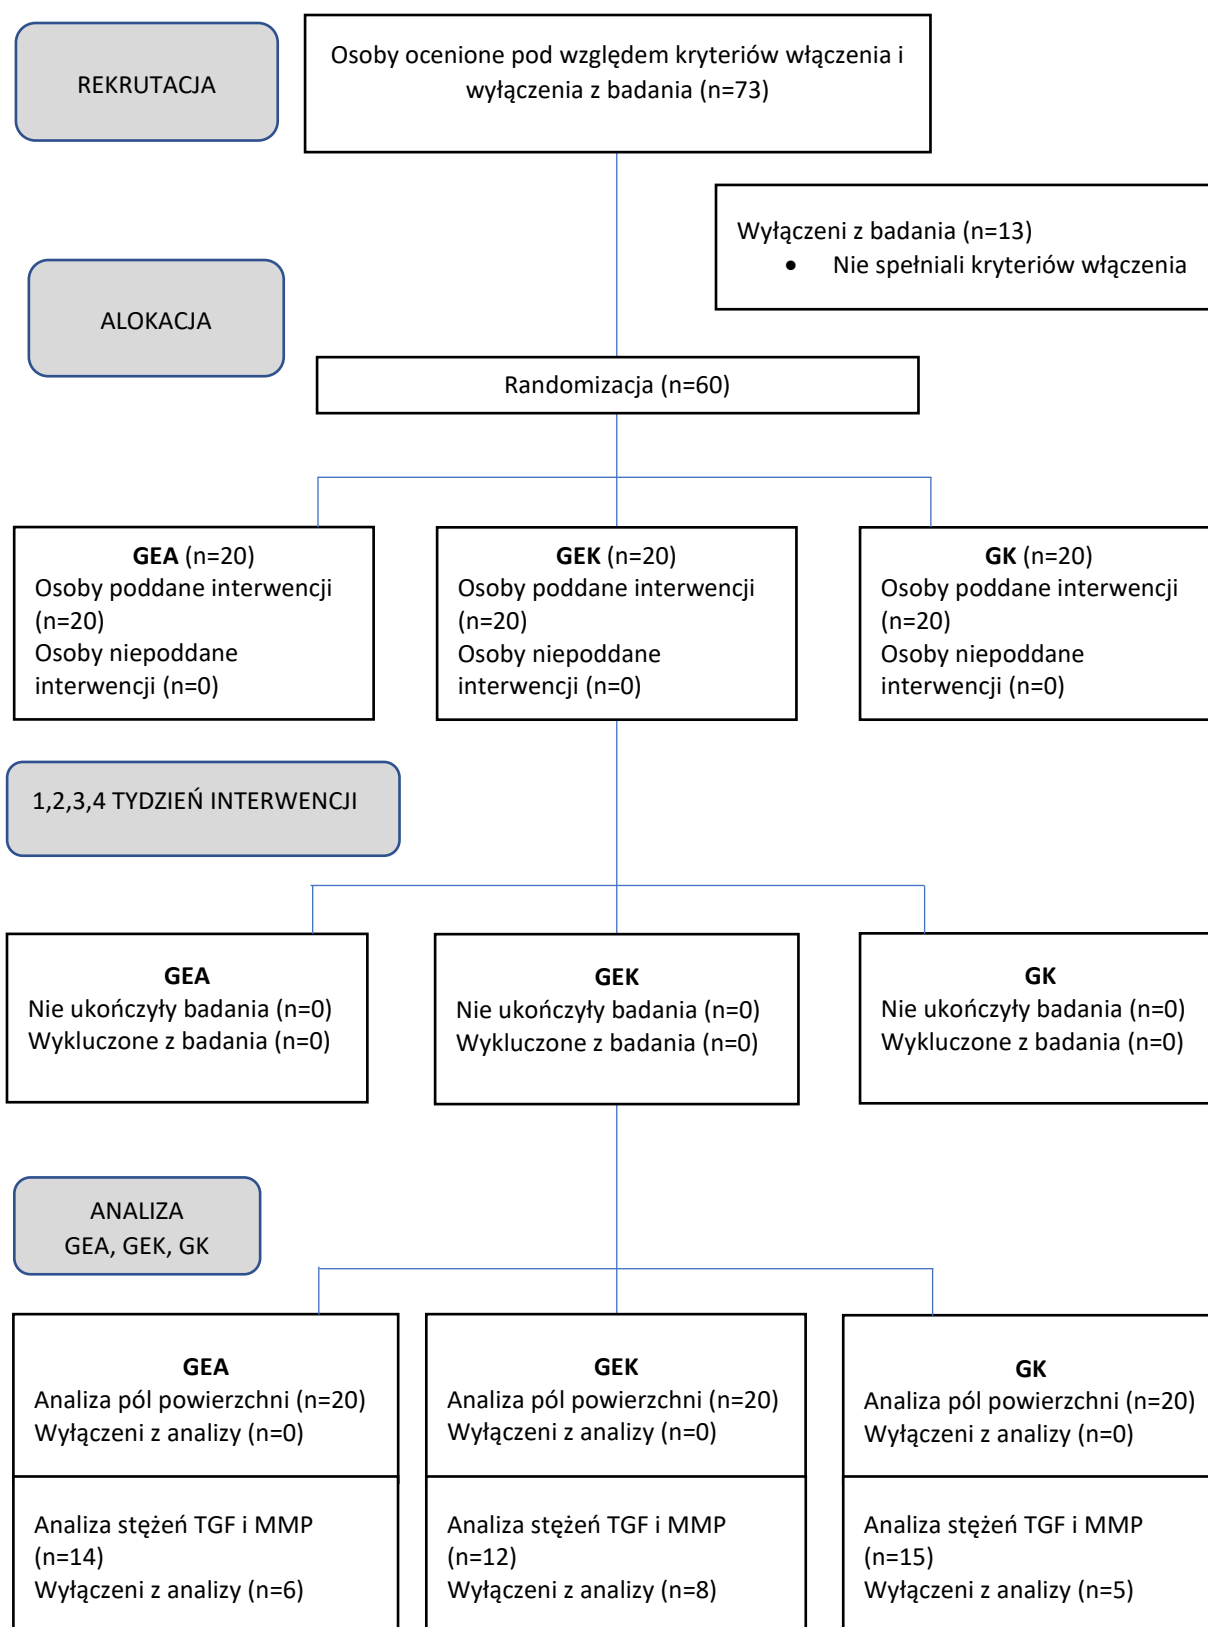 REKRUTACJA
Osoby ocenione pod względem kryteriów włączenia i
wyłączenia z badania (n=73)
Wyłączeni z badania (n=13)
• Nie spełniali kryteriów włączenia
ALOKACJA
Randomizacja (n=60)
GEA (n=20)
Osoby poddane interwencji
(n=20)
Osoby niepoddane
interwencji (n=0)
GEK (n=20)
Osoby poddane interwencji
(n=20)
Osoby niepoddane
interwencji (n=0)
GK (n=20)
Osoby poddane interwencji
(n=20)
Osoby niepoddane
interwencji (n=0)
1,2,3,4 TYDZIEŃ INTERWENCJI
GEA
Nie ukończyły badania (n=0)
Wykluczone z badania (n=0)
GEK
Nie ukończyły badania (n=0)
Wykluczone z badania (n=0)
GK
Nie ukończyły badania (n=0)
Wykluczone z badania (n=0)
ANALIZA
GEA, GEK, GK
GEA
Analiza pól powierzchni (n=20)
Wyłączeni z analizy (n=0)
GEK
Analiza pól powierzchni (n=20)
Wyłączeni z analizy (n=0)
GK
Analiza pól powierzchni (n=20)
Wyłączeni z analizy (n=0)
Analiza stężeń TGF i MMP
(n=14)
Wyłączeni z analizy (n=6)
Analiza stężeń TGF i MMP
(n=12)
Wyłączeni z analizy (n=8)
Analiza stężeń TGF i MMP
(n=15)
Wyłączeni z analizy (n=5)